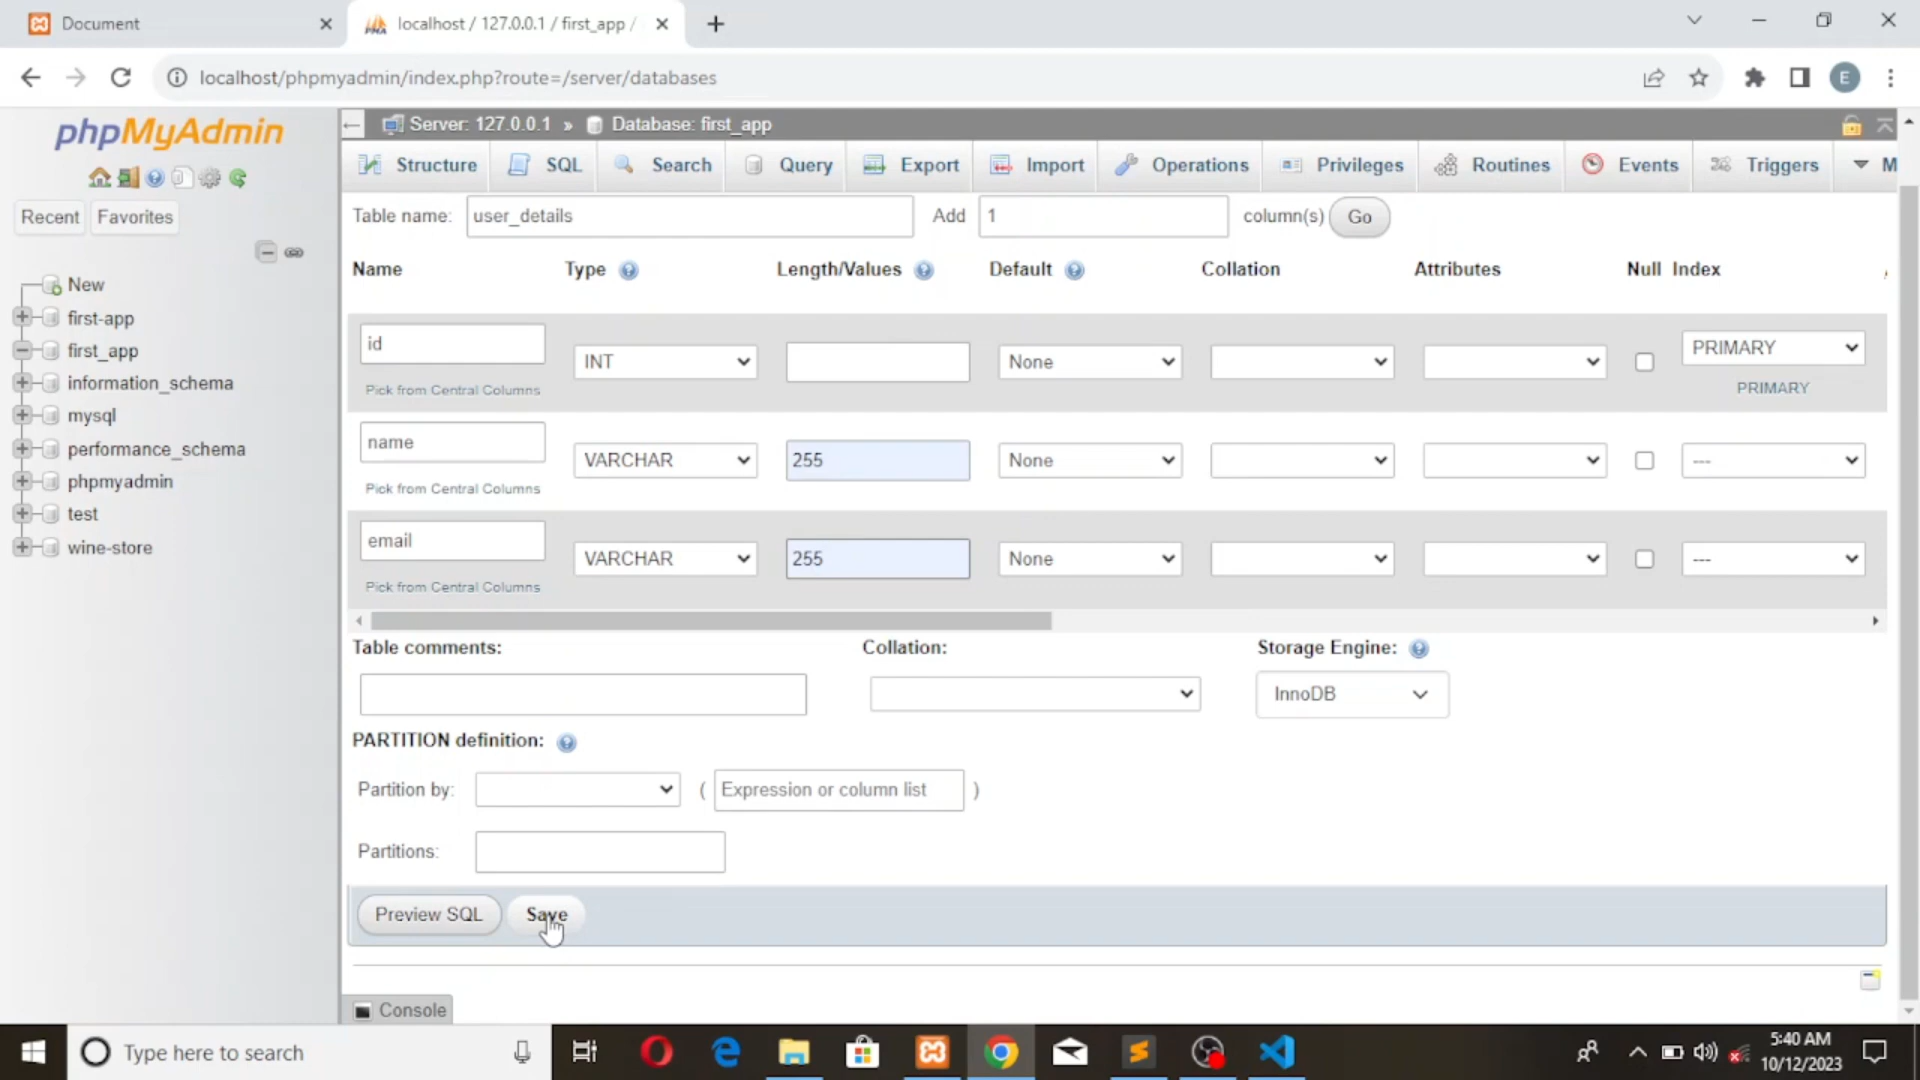 Document
localhost / 127.0.0.1 / first_app /
localhost/phpmyadmin/index.php?route=/server/databases
E
phpMyAdmin
Recent
Favorites
New
first-app
first_app
information_schema
mysql
performance_schema
phpmyadmin
test
wine-store
Server: 127.0.0.1 » Database: first_app
Structure SQL Search Query Export Import Operations Privileges Routines Events Triggers M
Table name: user_details Add 1 column(s) Go
Name Type Length/Values Default Collation Attributes Null Index
id INT None PRIMARY
Pick from Central Columns PRIMARY
name VARCHAR 255 None ---
Pick from Central Columns
email VARCHAR 255 None ---
Pick from Central Columns
Table comments: Collation: Storage Engine:
InnoDB
PARTITION definition:
Partition by: ( Expression or column list )
Partitions:
Preview SQL Save
Console
Type here to search
5:40 AM
10/12/2023